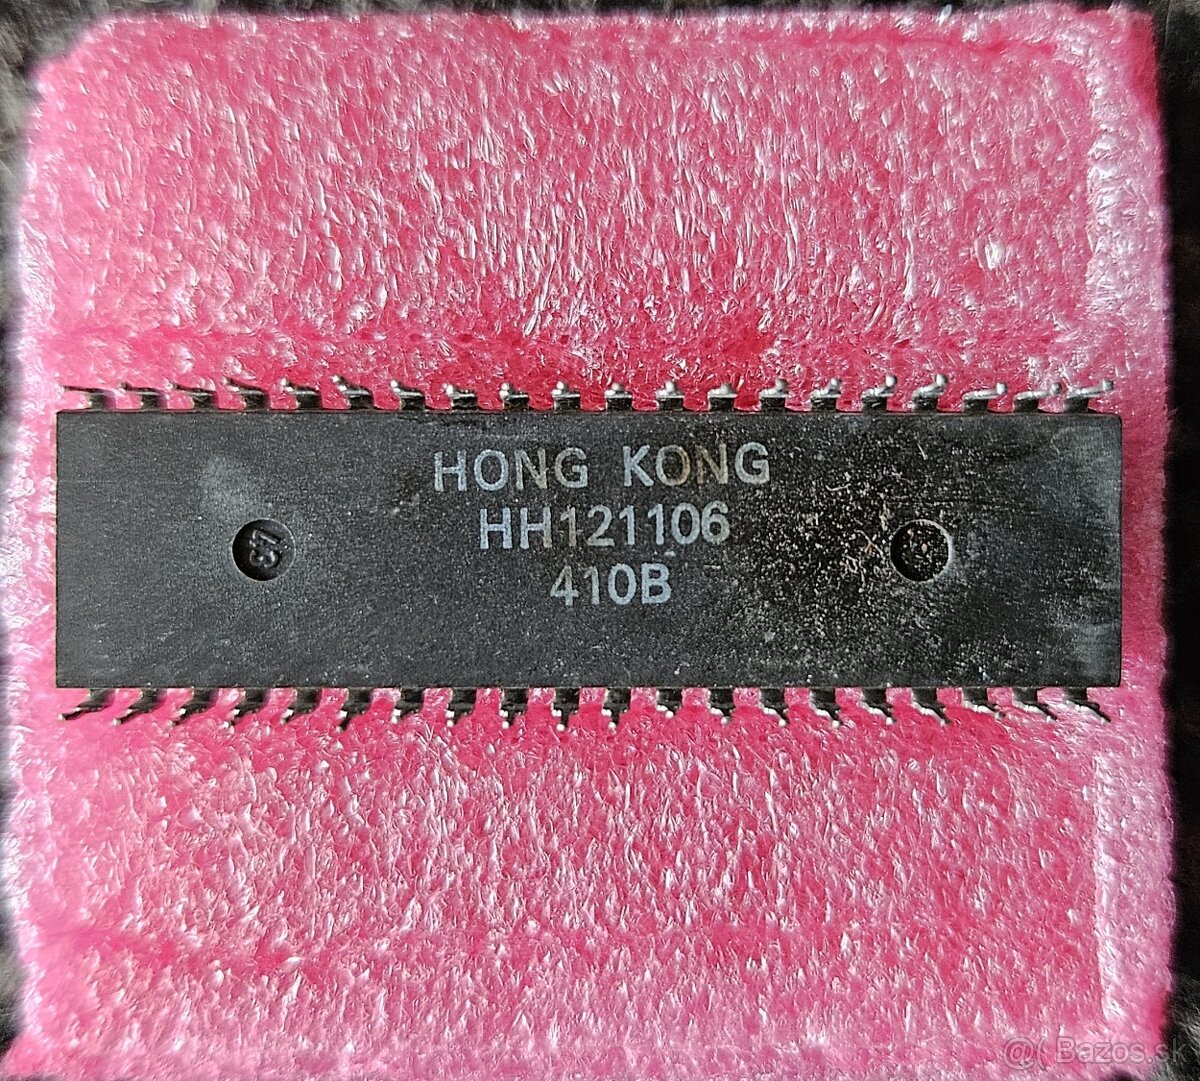 HONG KONG
HH121106
410B
@( Bazos.sk